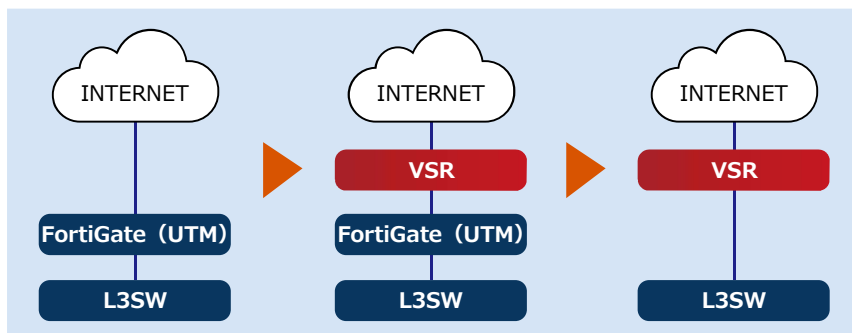 INTERNET
FortiGate（UTM）
L3SW
INTERNET
VSR
FortiGate（UTM）
L3SW
INTERNET
VSR
L3SW